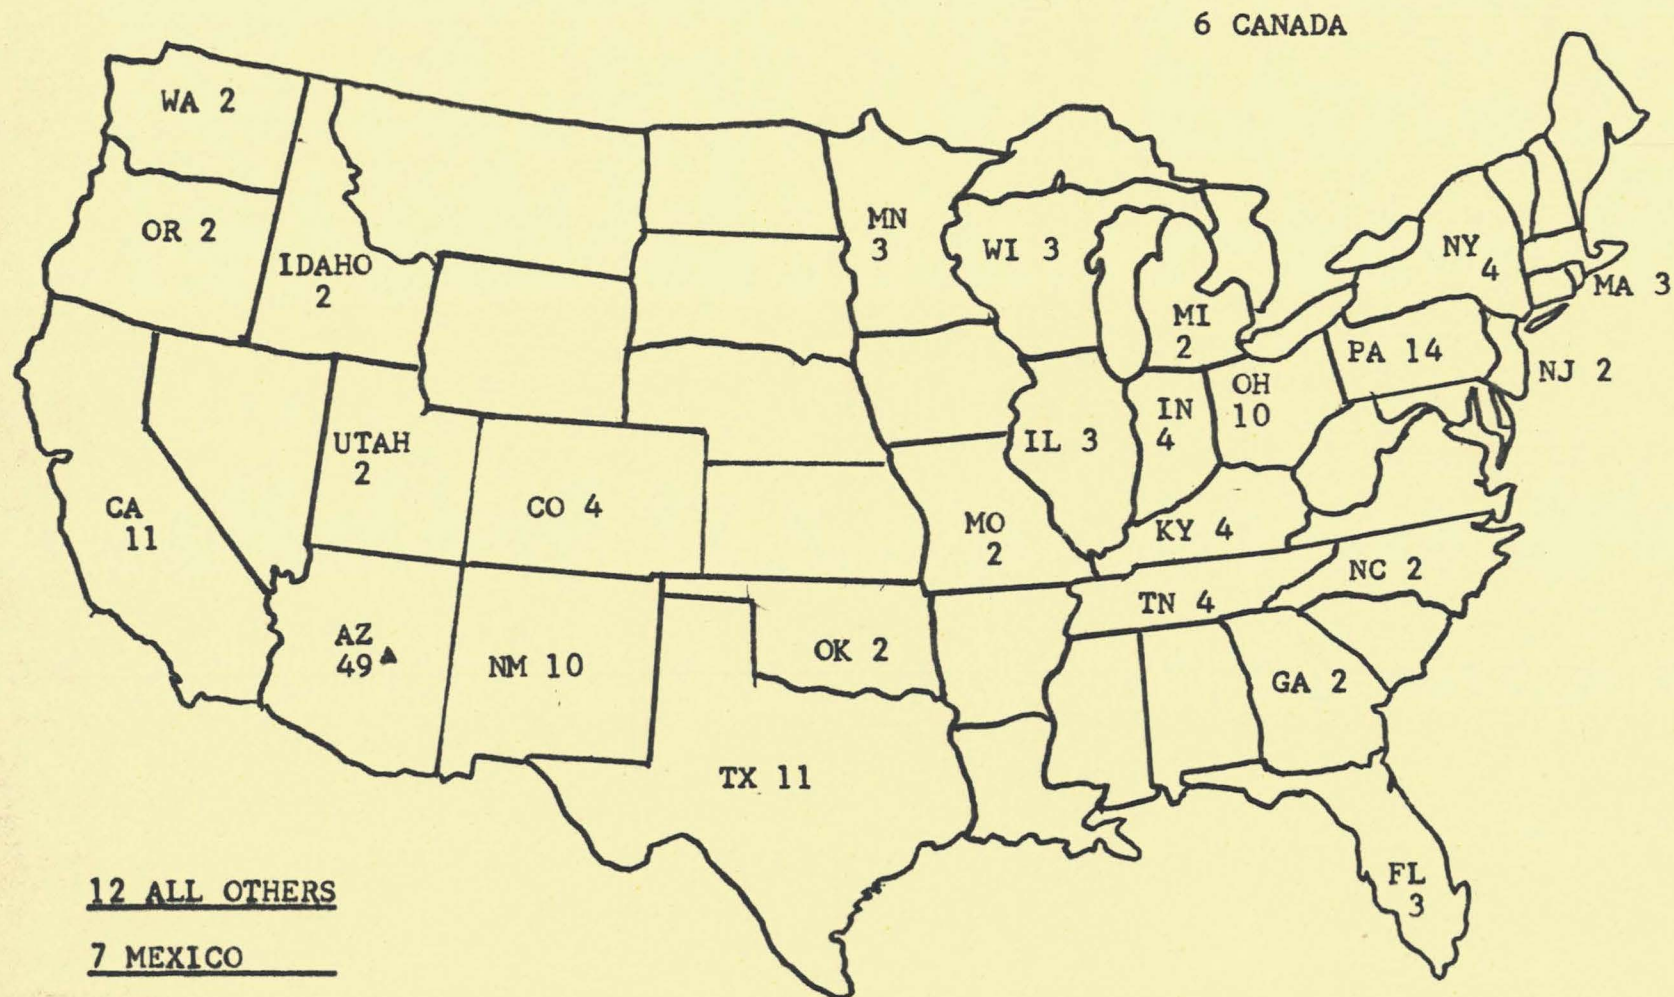 6 CANADA
WA 2
OR 2
IDAHO
2
MN
3
WI 3
MI
2
NY
4
MA 3
PA 14
NJ 2
OH
10
IN
4
IL 3
UTAH
2
CO 4
CA
11
MO
2
KY 4
NC 2
TN 4
AZ
49
NM 10
OK 2
GA 2
TX 11
FL
3
12 ALL OTHERS
7 MEXICO